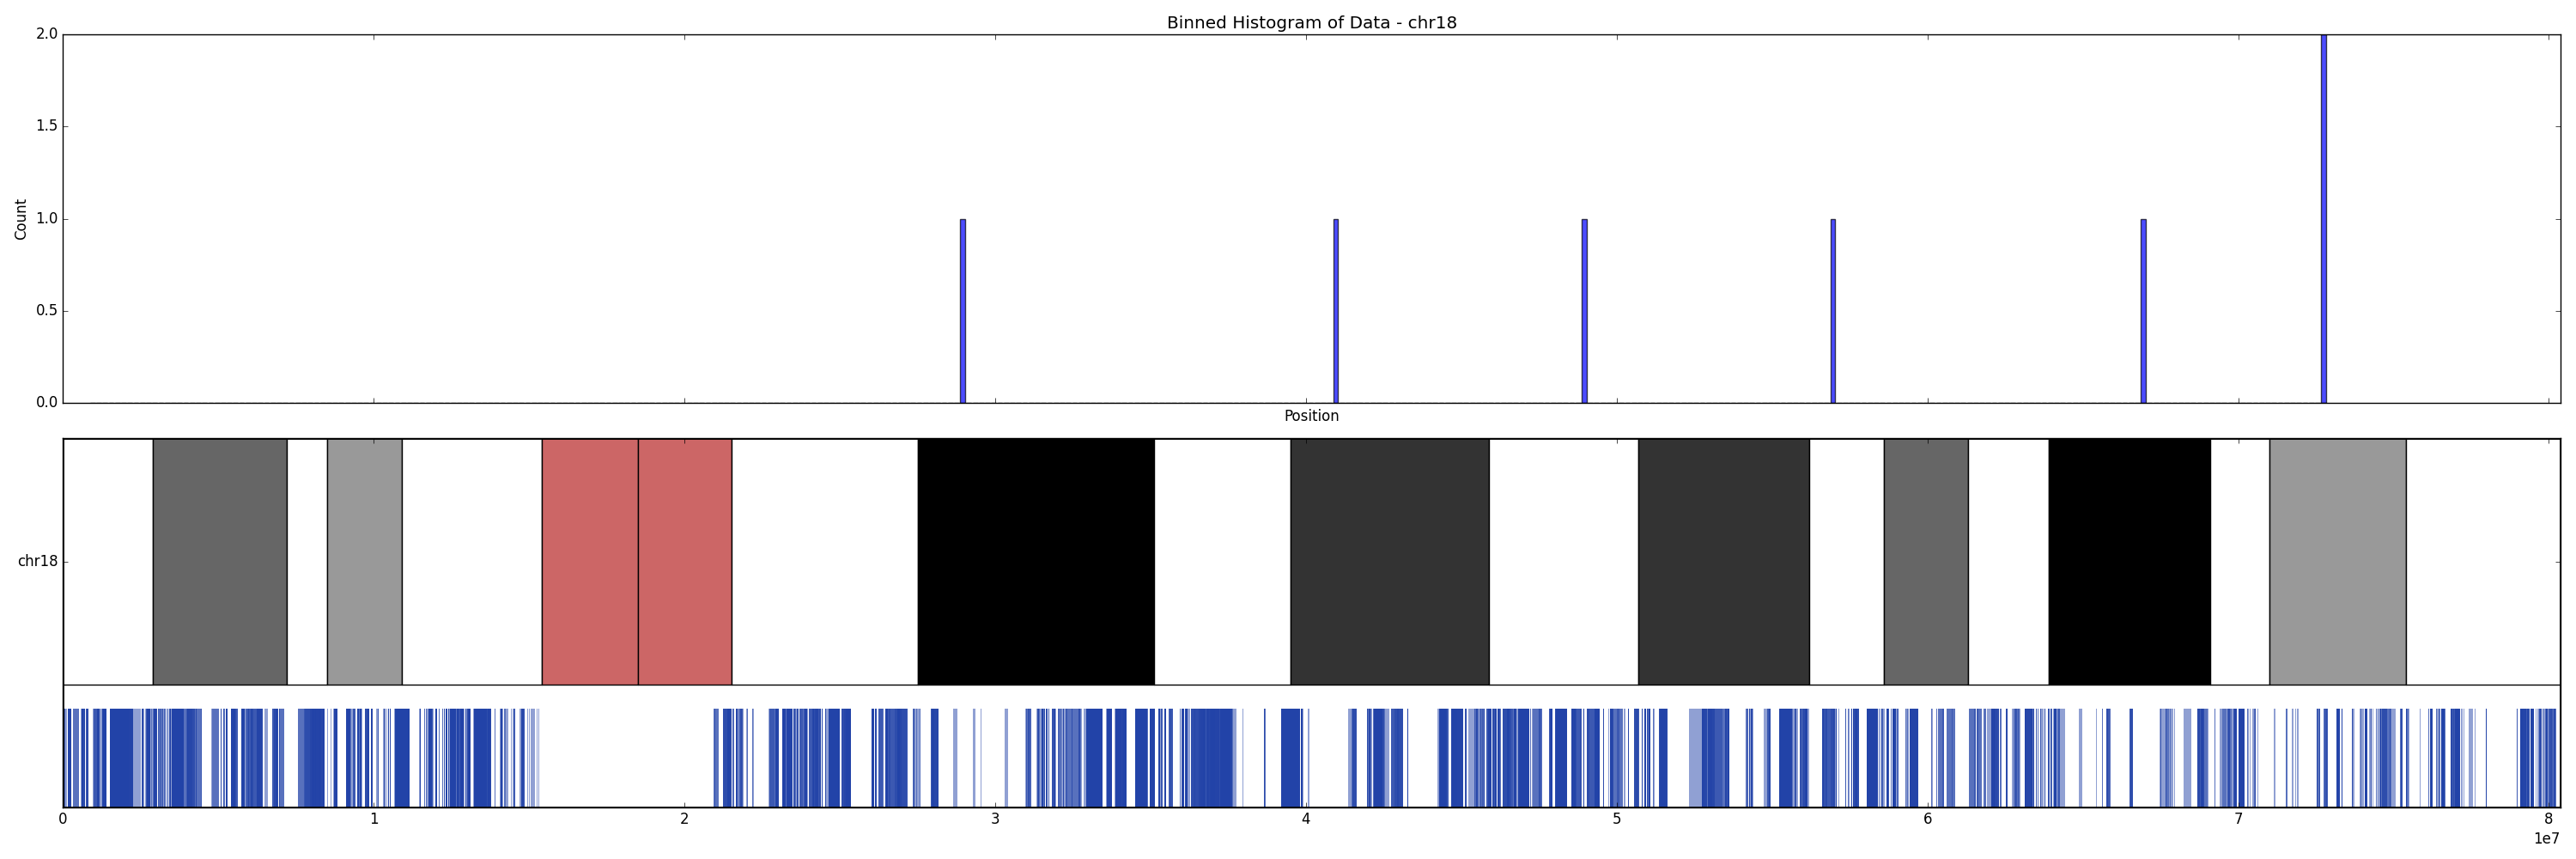 Binned Histogram of Data - chr18
2.0
1.5
1.0
0.5
0.0
Count
Position
chr18
0 1 2 3 4 5 6 7 8
1e7